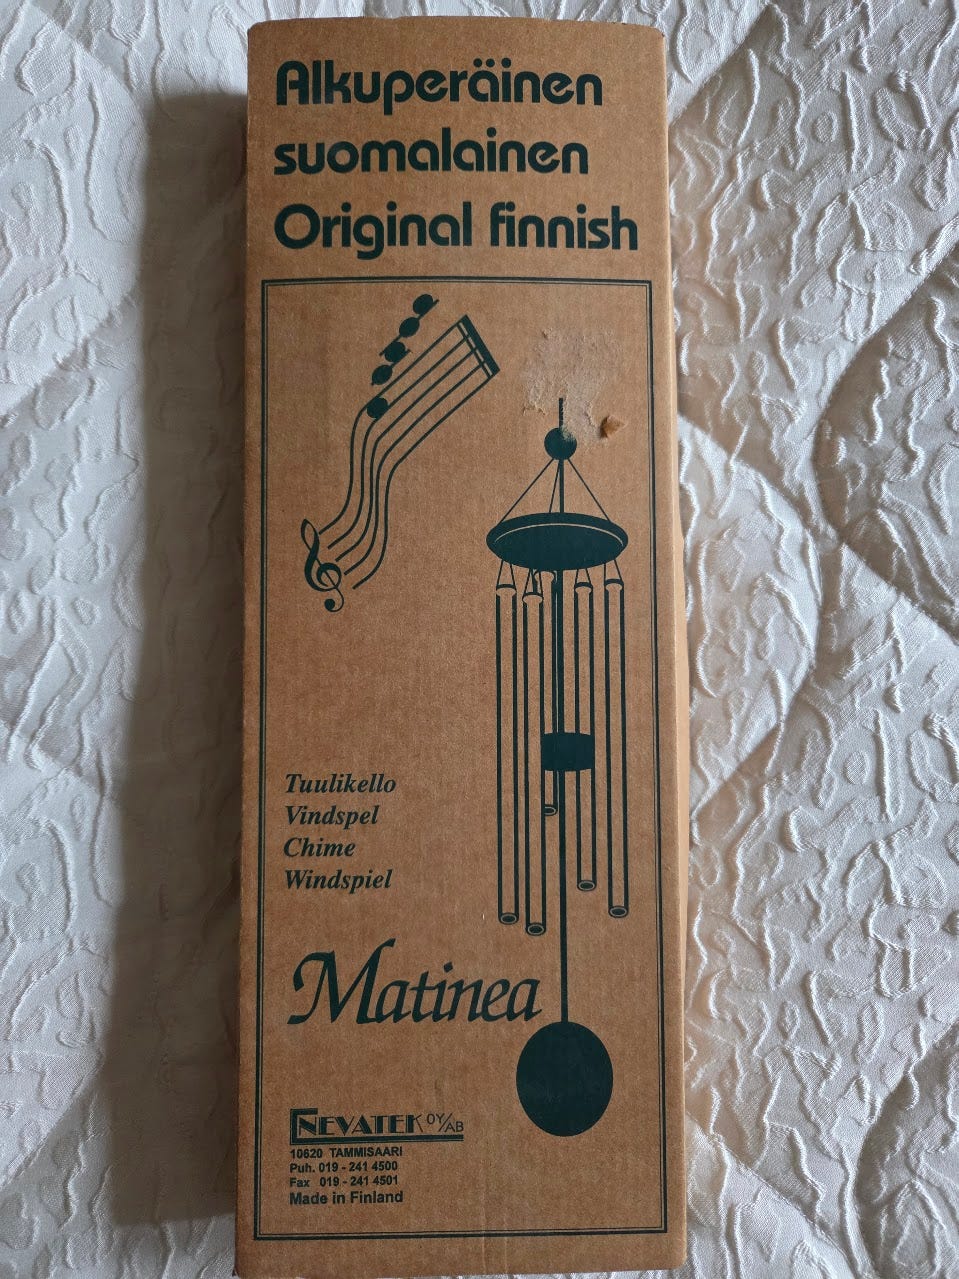 Alkuperäinen
suomalainen
Original finnish
Tuulikello
Vindspel
Chime
Windspiel
Matinea
NEVATEK OY/AB
10620 TAMMISAARI
Puh. 019 - 241 4500
Fax 019 - 241 4501
Made in Finland